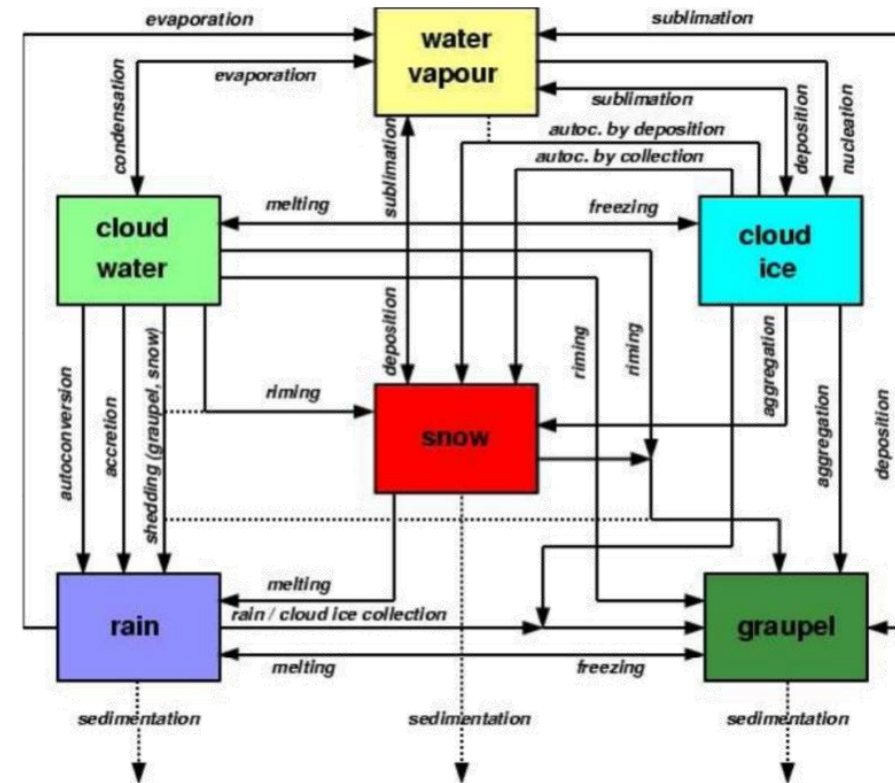 evaporation
sublimation
water
vapour
evaporation
condensation
sublimation
deposition
nucleation
sublimation
autoc. by deposition
autoc. by collection
cloud
water
melting
freezing
cloud
ice
deposition
riming
riming
aggregation
aggregation
deposition
autoconversion
accretion
shedding (graupel, snow)
riming
snow
melting
rain / cloud ice collection
rain
graupel
melting
freezing
sedimentation
sedimentation
sedimentation